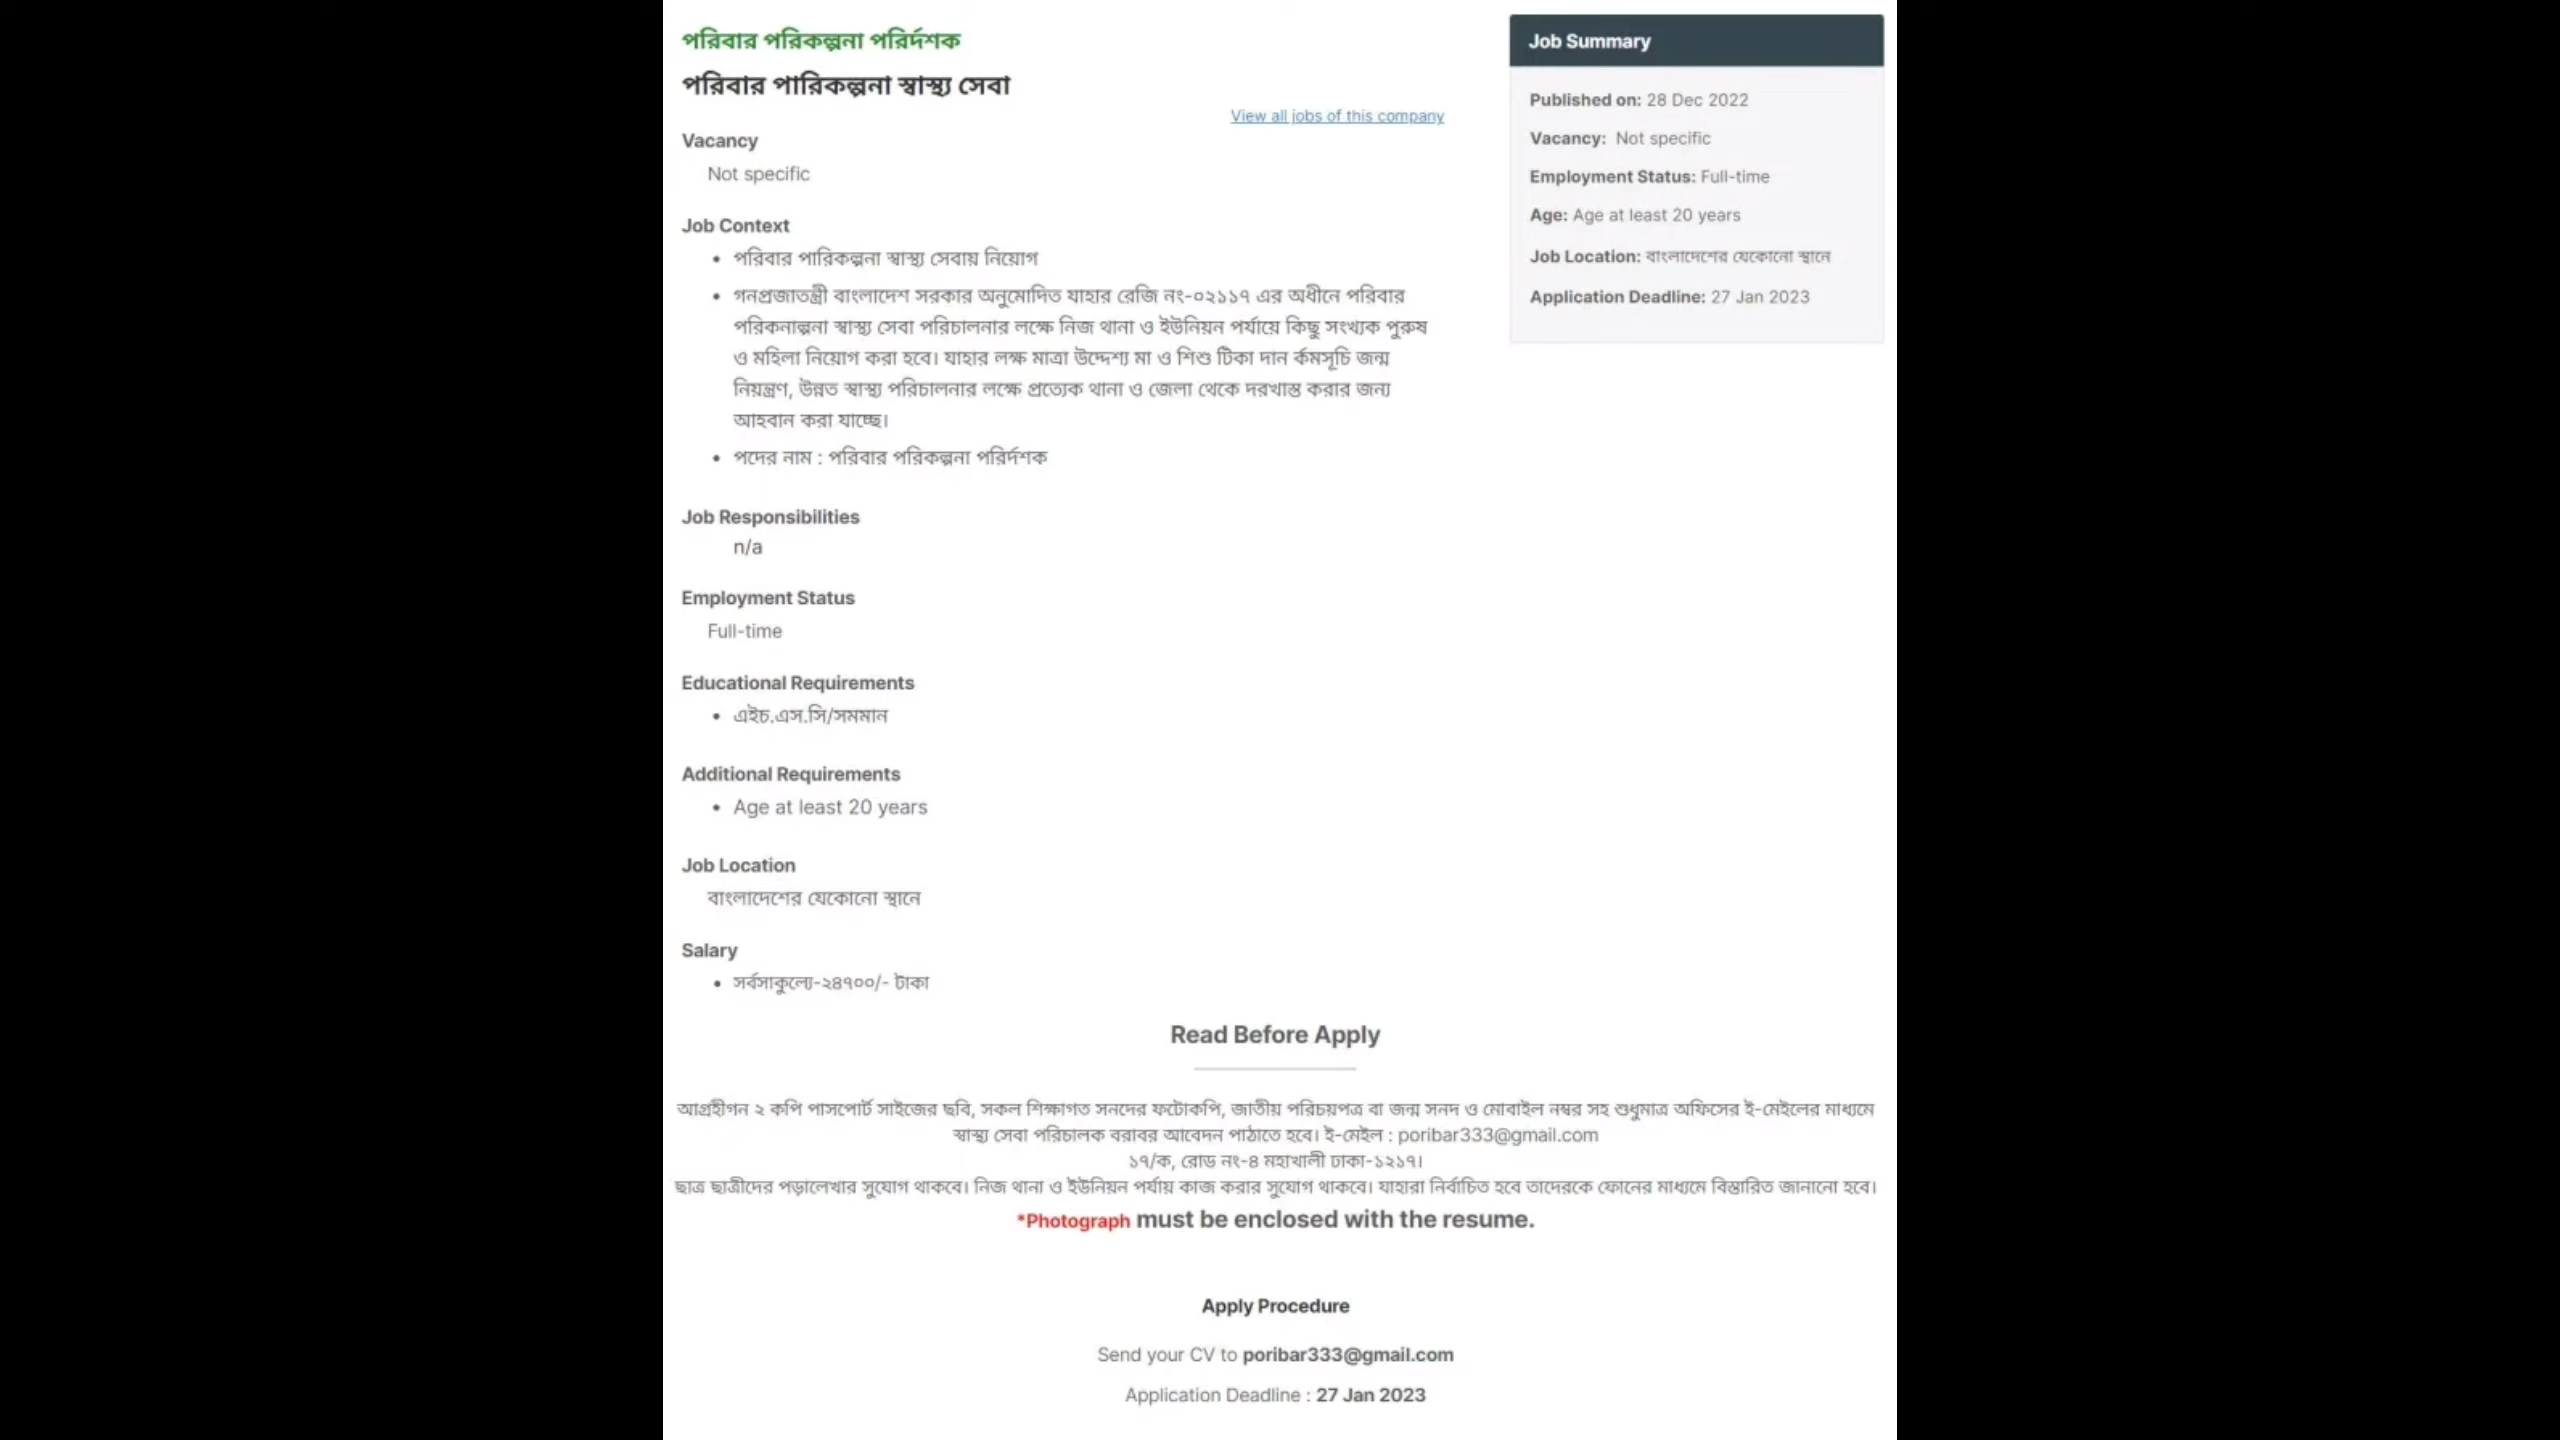 পরিবার পরিকল্পনা পরির্দশক
পরিবার পারিকল্পনা স্বাস্থ্য সেবা
View all jobs of this company
Vacancy
Not specific
Job Context
• পরিবার পারিকল্পনা স্বাস্থ্য সেবায় নিয়োগ
• গনপ্রজাতন্ত্রী বাংলাদেশ সরকার অনুমোদিত যাহার রেজি নং-০২১১৭ এর অধীনে পরিবার
পরিকনাল্পনা স্বাস্থ্য সেবা পরিচালনার লক্ষে নিজ থানা ও ইউনিয়ন পর্যায়ে কিছু সংখ্যক পুরুষ
ও মহিলা নিয়োগ করা হবে। যাহার লক্ষ মাত্রা উদ্দেশ্য মা ও শিশু টিকা দান র্কমসূচি জন্ম
নিয়ন্ত্রণ, উন্নত স্বাস্থ্য পরিচালনার লক্ষে প্রত্যেক থানা ও জেলা থেকে দরখাস্ত করার জন্য
আহবান করা যাচ্ছে।
• পদের নাম : পরিবার পরিকল্পনা পরির্দশক
Job Responsibilities
n/a
Employment Status
Full-time
Educational Requirements
• এইচ.এস.সি/সমমান
Additional Requirements
• Age at least 20 years
Job Location
বাংলাদেশের যেকোনো স্থানে
Salary
• সর্বসাকুল্যে-২৪৭০০/- টাকা
Job Summary
Published on: 28 Dec 2022
Vacancy: Not specific
Employment Status: Full-time
Age: Age at least 20 years
Job Location: বাংলাদেশের যেকোনো স্থানে
Application Deadline: 27 Jan 2023
Read Before Apply
আগ্রহীগন ২ কপি পাসপোর্ট সাইজের ছবি, সকল শিক্ষাগত সনদের ফটোকপি, জাতীয় পরিচয়পত্র বা জন্ম সনদ ও মোবাইল নম্বর সহ শুধুমাত্র অফিসের ই-মেইলের মাধ্যমে
স্বাস্থ্য সেবা পরিচালক বরাবর আবেদন পাঠাতে হবে। ই-মেইল : poribar333@gmail.com
১৭/ক, রোড নং-৪ মহাখালী ঢাকা-১২১৭।
ছাত্র ছাত্রীদের পড়ালেখার সুযোগ থাকবে। নিজ থানা ও ইউনিয়ন পর্যায় কাজ করার সুযোগ থাকবে। যাহারা নির্বাচিত হবে তাদেরকে ফোনের মাধ্যমে বিস্তারিত জানানো হবে।
*Photograph must be enclosed with the resume.
Apply Procedure
Send your CV to poribar333@gmail.com
Application Deadline : 27 Jan 2023